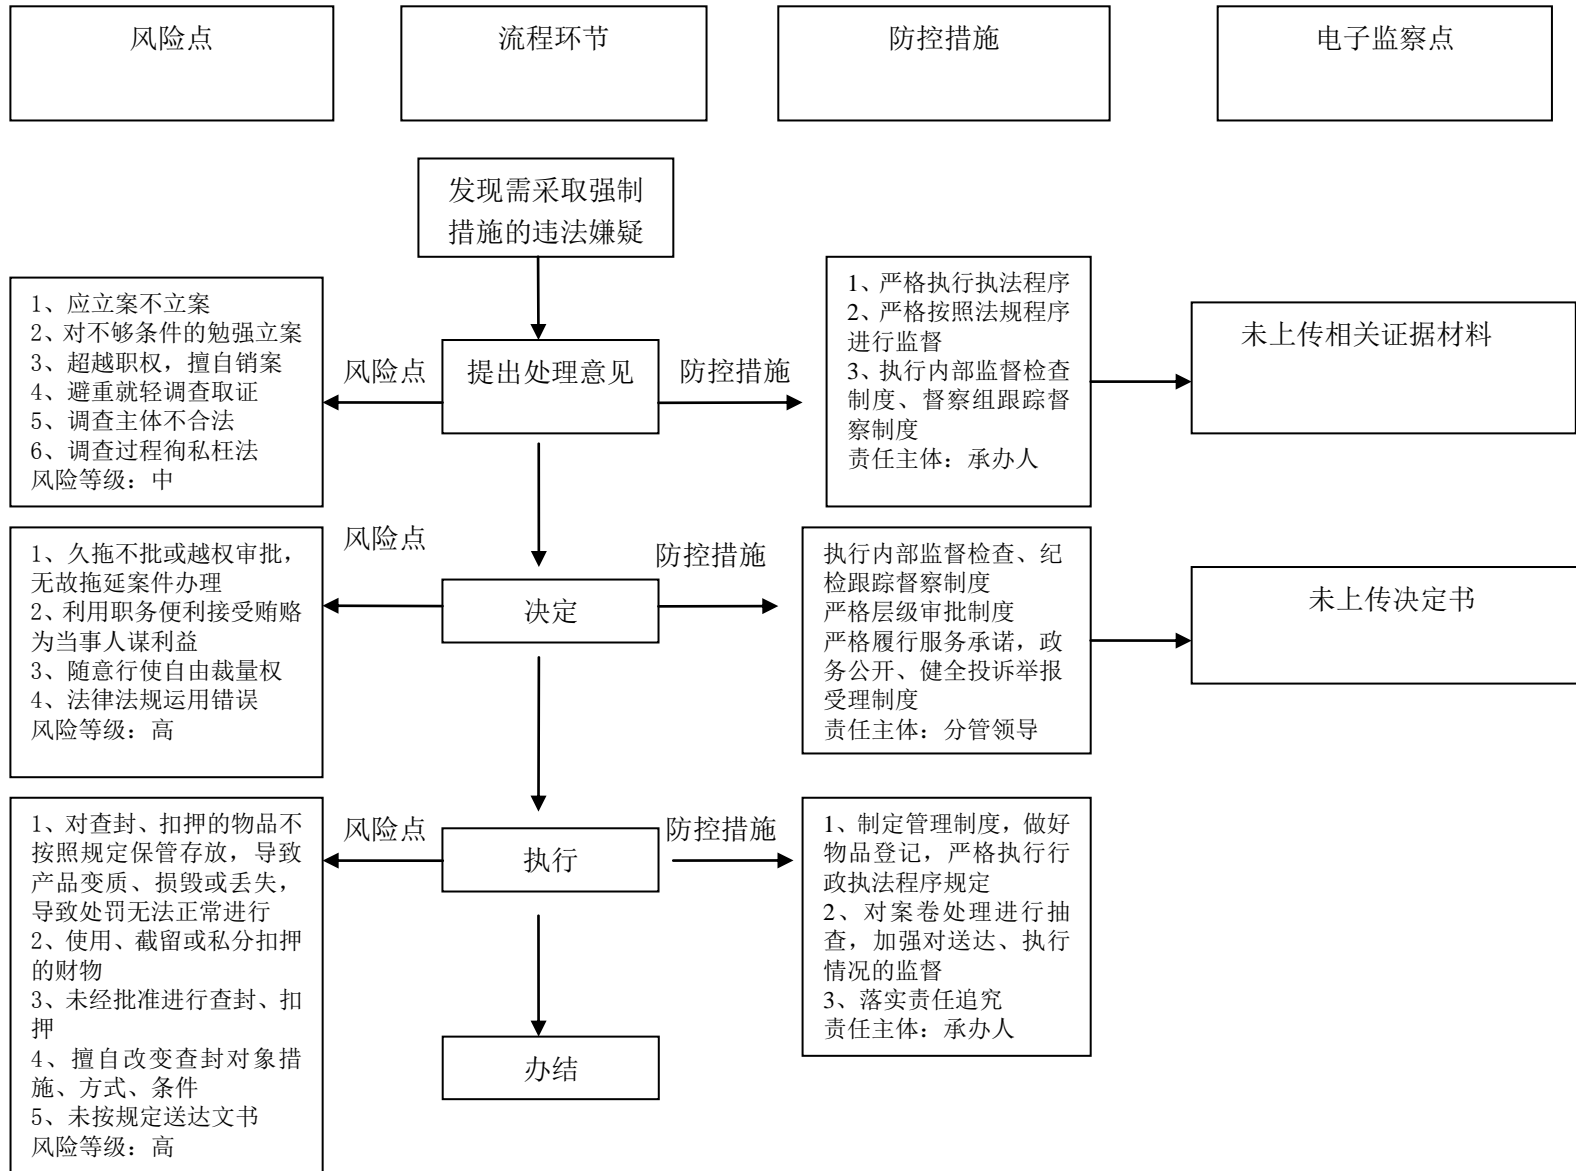 风险点
流程环节
防控措施
电子监察点
发现需采取强制
措施的违法嫌疑
1、应立案不立案
2、对不够条件的勉强立案
3、超越职权，擅自销案
4、避重就轻调查取证
5、调查主体不合法
6、调查过程徇私枉法
风险等级：中
风险点
提出处理意见
防控措施
1、严格执行执法程序
2、严格按照法规程序
进行监督
3、执行内部监督检查
制度、督察组跟踪督
察制度
责任主体：承办人
未上传相关证据材料
1、久拖不批或越权审批，
无故拖延案件办理
2、利用职务便利接受贿赂
为当事人谋利益
3、随意行使自由裁量权
4、法律法规运用错误
风险等级：高
风险点
决定
防控措施
执行内部监督检查、纪
检跟踪督察制度
严格层级审批制度
严格履行服务承诺，政
务公开、健全投诉举报
受理制度
责任主体：分管领导
未上传决定书
1、对查封、扣押的物品不
按照规定保管存放，导致
产品变质、损毁或丢失，
导致处罚无法正常进行
2、使用、截留或私分扣押
的财物
3、未经批准进行查封、扣
押
4、擅自改变查封对象措
施、方式、条件
5、未按规定送达文书
风险等级：高
风险点
执行
防控措施
1、制定管理制度，做好
物品登记，严格执行行
政执法程序规定
2、对案卷处理进行抽
查，加强对送达、执行
情况的监督
3、落实责任追究
责任主体：承办人
办结